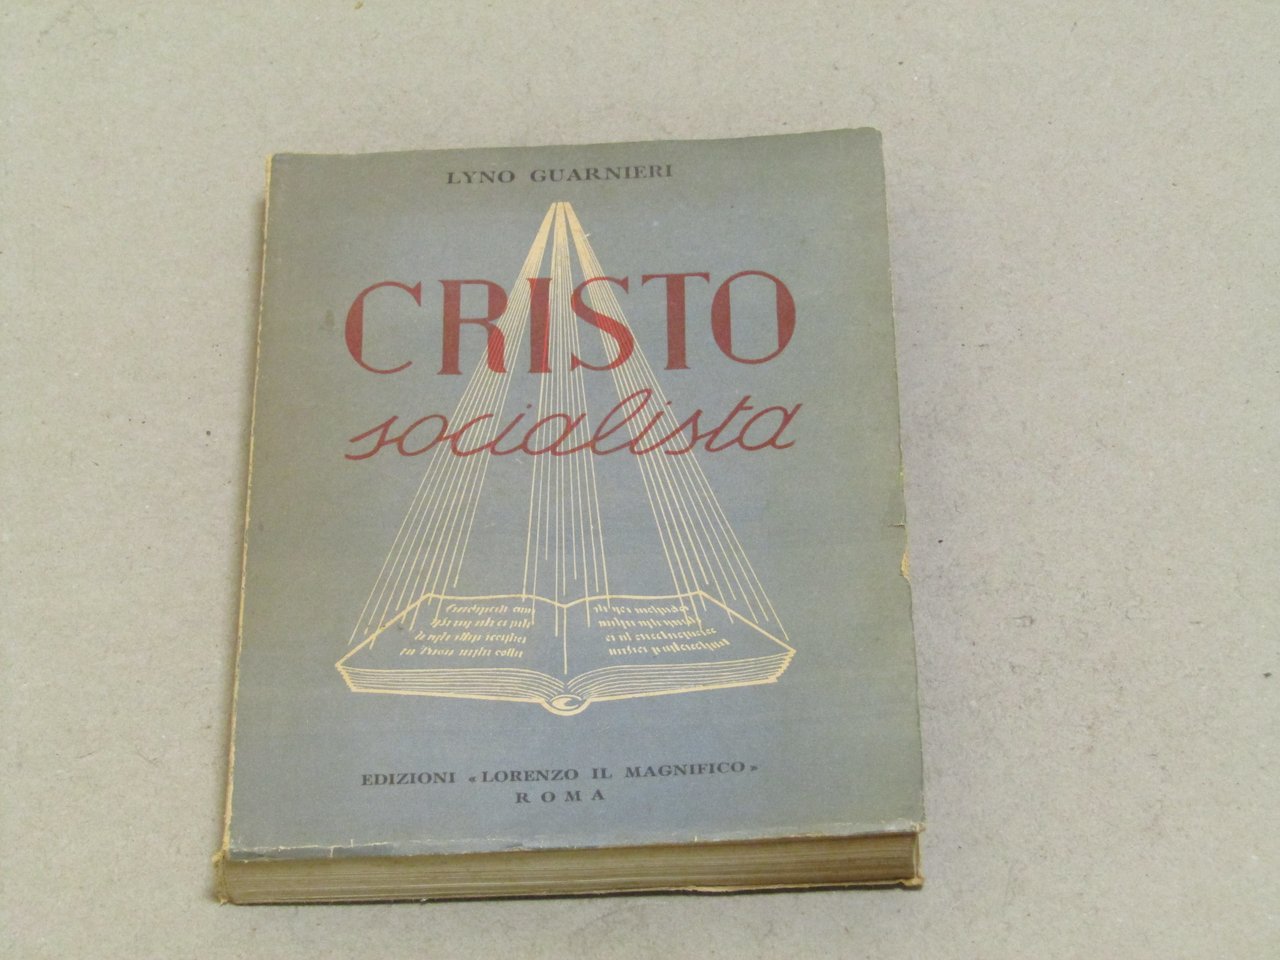 LYNO GUARNIERI
CRISTO
socialista
EDIZIONI «LORENZO IL MAGNIFICO»
ROMA